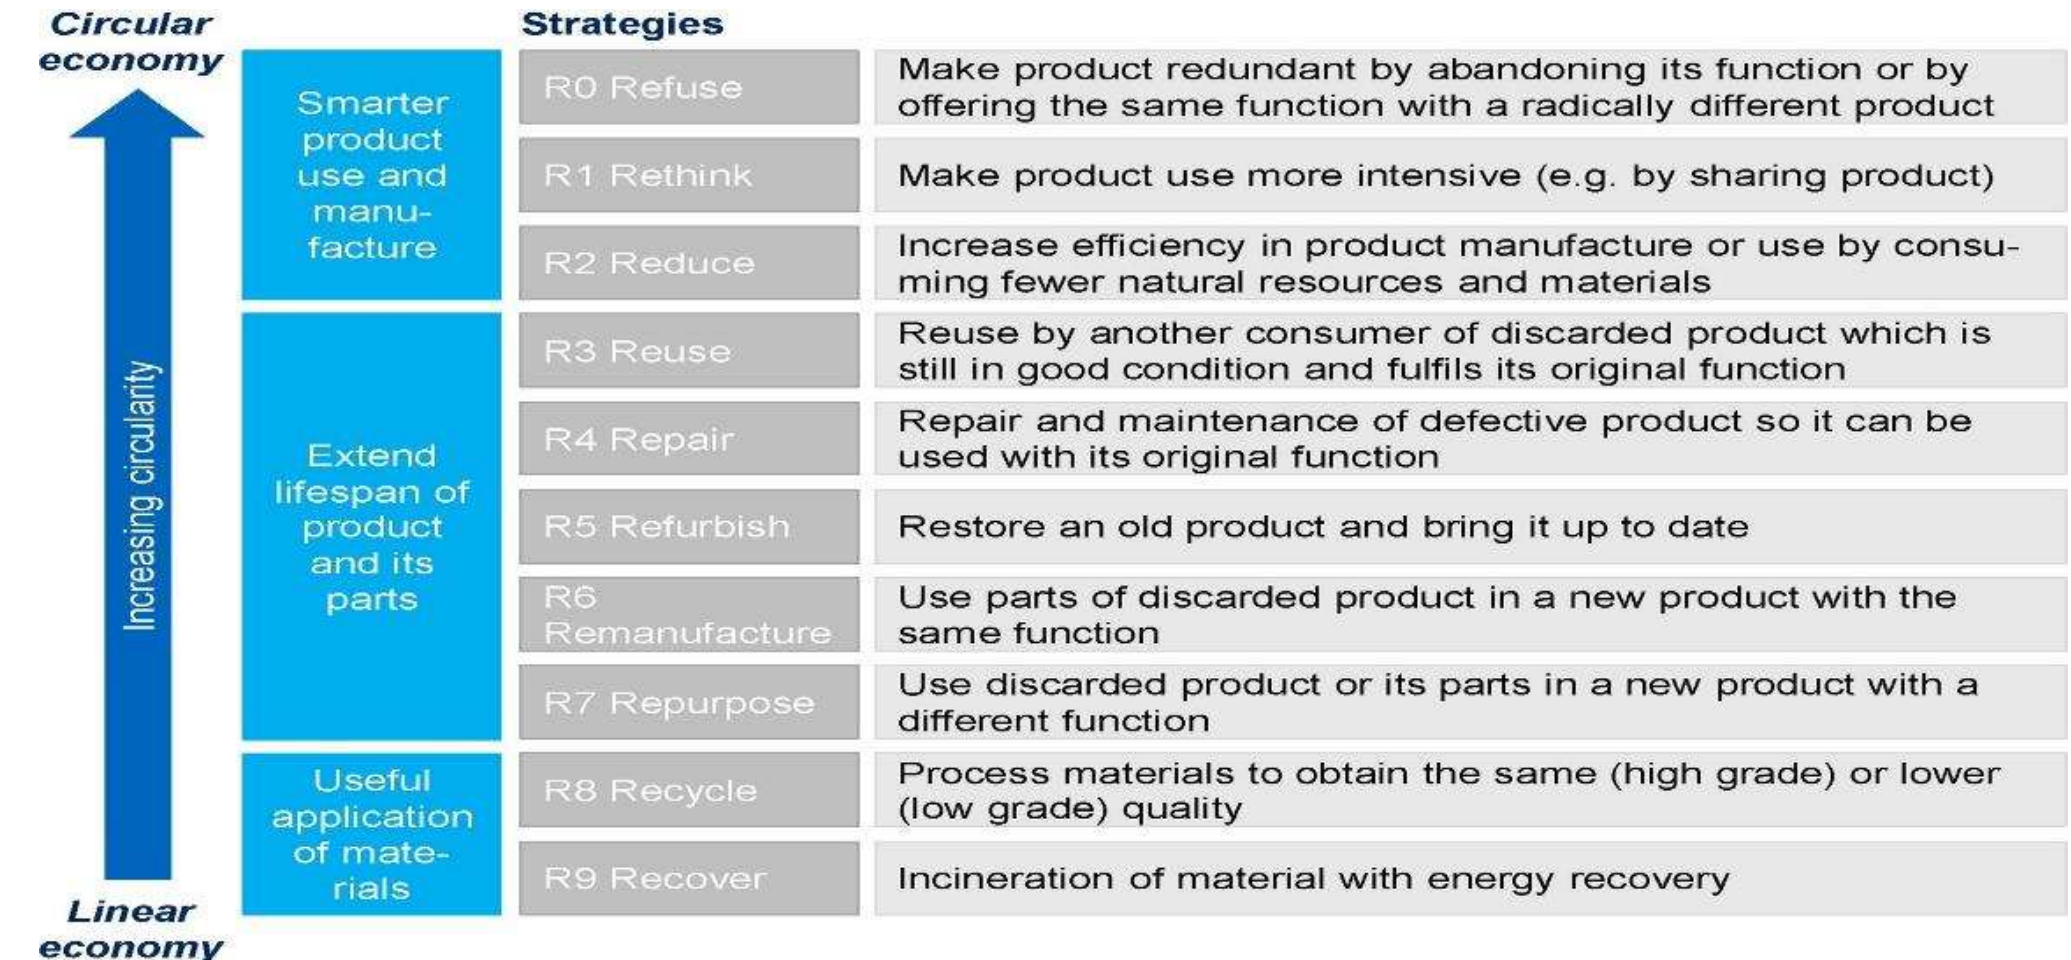 Circular
economy
Strategies
Smarter
product
use and
manu-
facture
R0 Refuse
Make product redundant by abandoning its function or by
offering the same function with a radically different product
R1 Rethink
Make product use more intensive (e.g. by sharing product)
R2 Reduce
Increase efficiency in product manufacture or use by consu-
ming fewer natural resources and materials
Increasing circularity
Extend
lifespan of
product
and its
parts
R3 Reuse
Reuse by another consumer of discarded product which is
still in good condition and fulfils its original function
R4 Repair
Repair and maintenance of defective product so it can be
used with its original function
R5 Refurbish
Restore an old product and bring it up to date
R6
Remanufacture
Use parts of discarded product in a new product with the
same function
R7 Repurpose
Use discarded product or its parts in a new product with a
different function
Useful
application
of mate-
rials
R8 Recycle
Process materials to obtain the same (high grade) or lower
(low grade) quality
R9 Recover
Incineration of material with energy recovery
Linear
economy